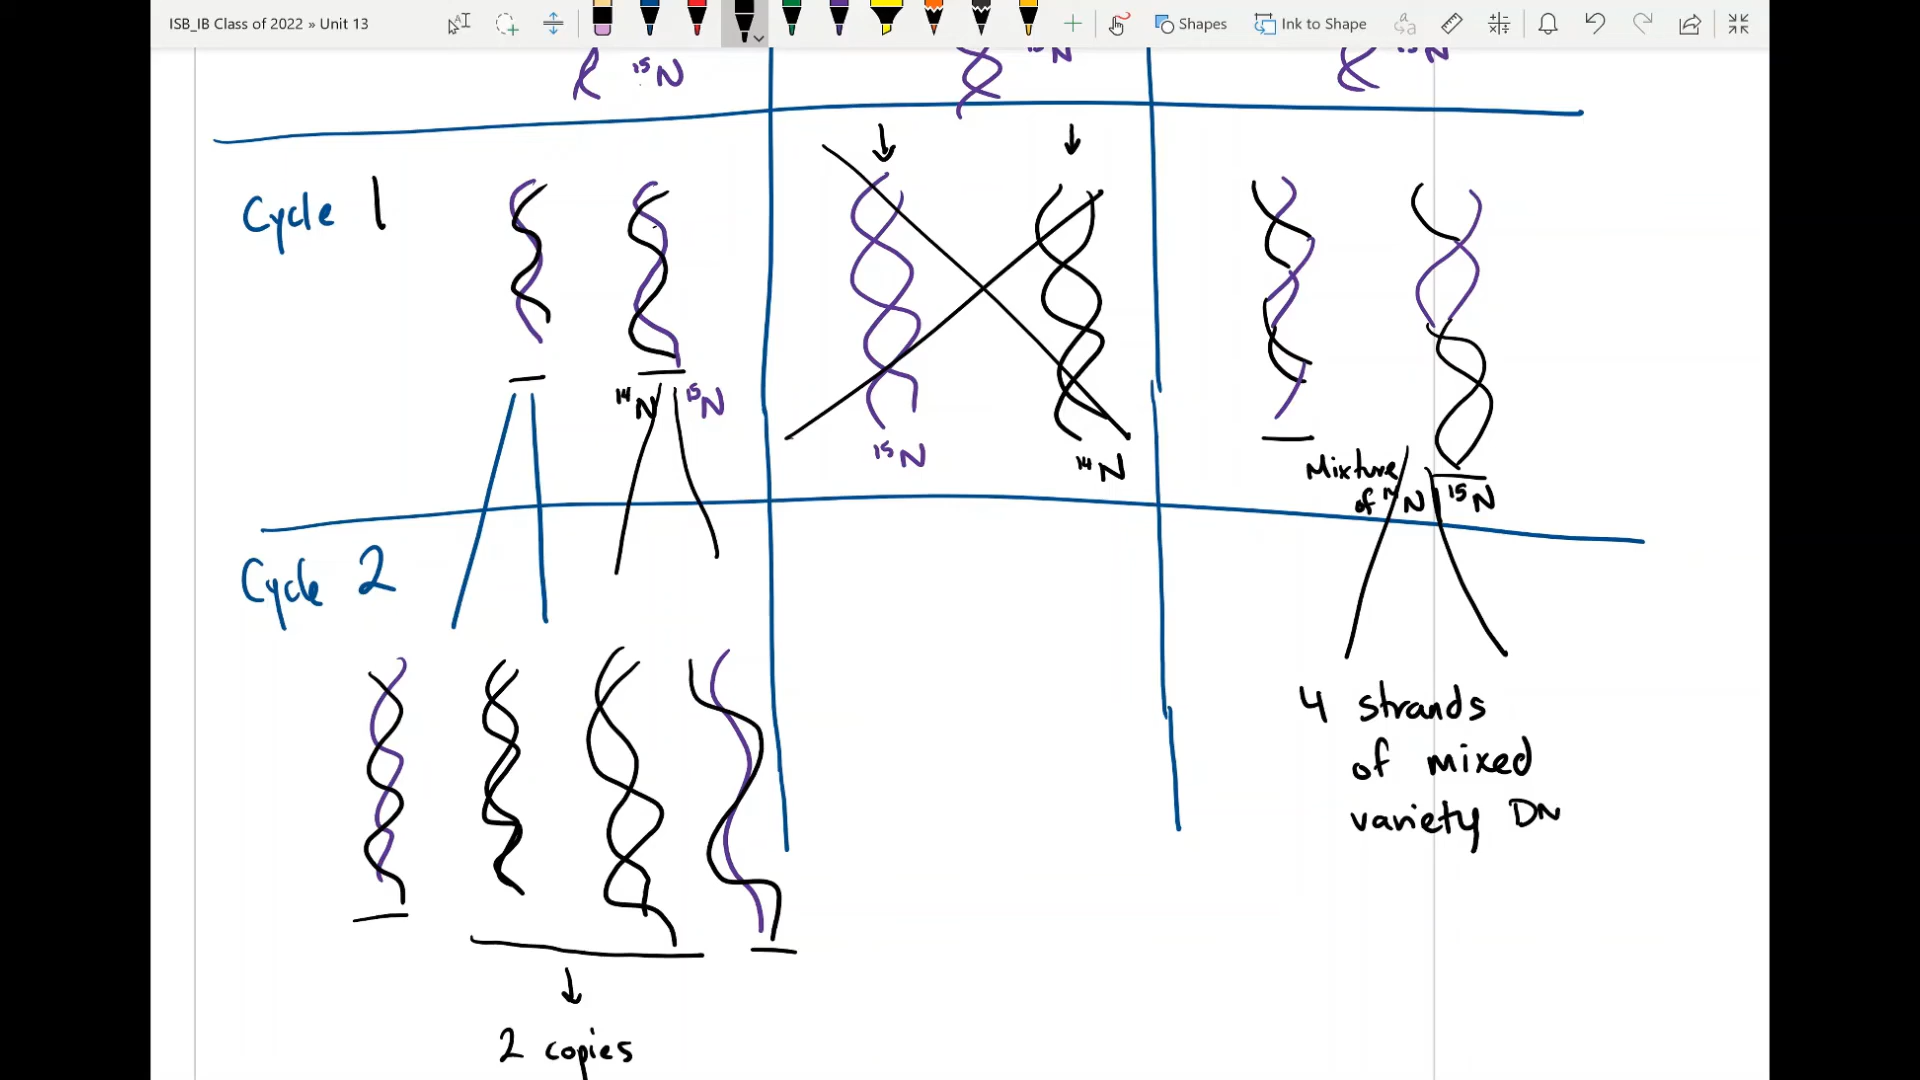 ISB_IB Class of 2022 » Unit 13
Shapes
Ink to Shape
15N
15N
15N
Cycle 1
14N 15N
15N
14N
Mixture
of 14N 15N
Cycle 2
4 strands
of mixed
variety DN
2 copies